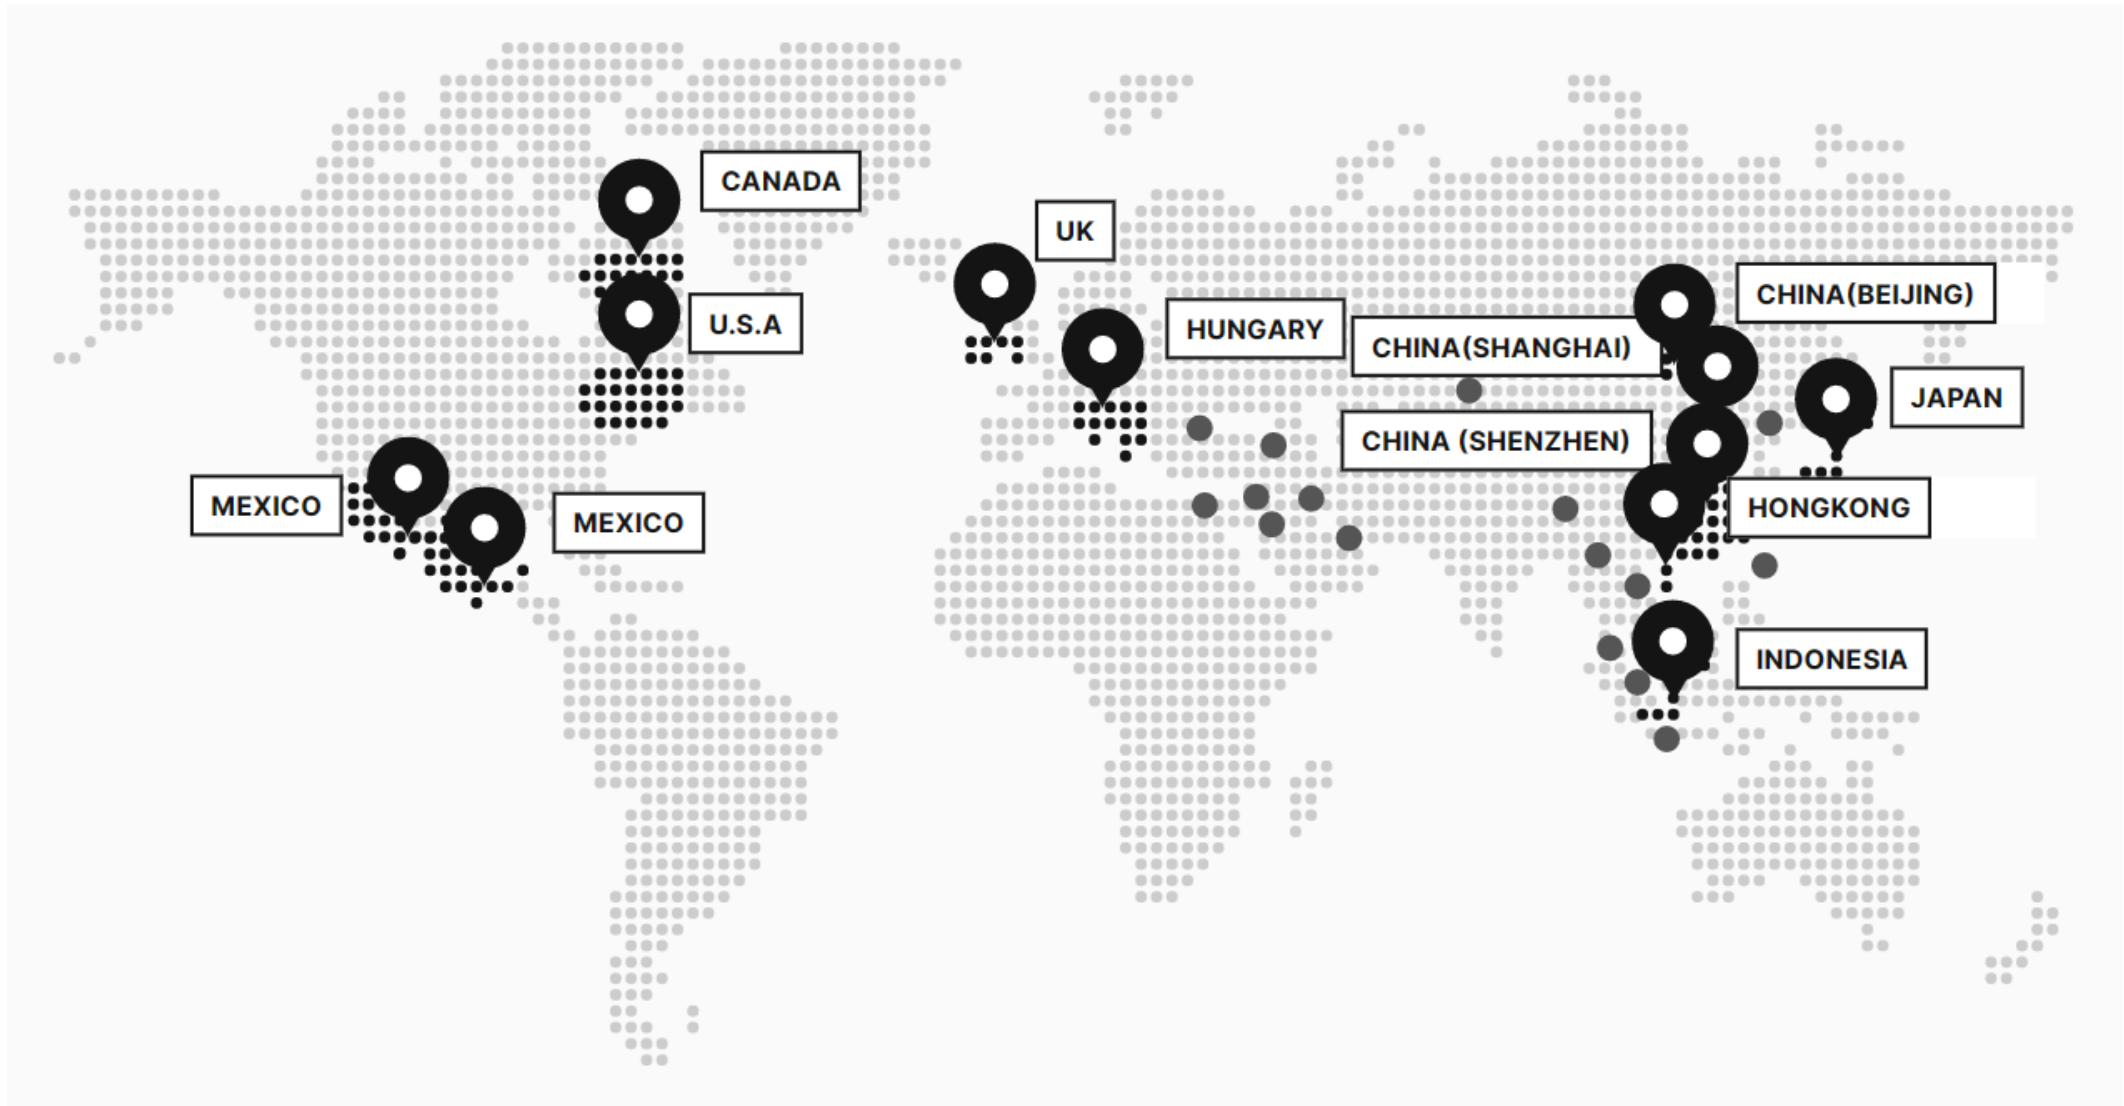 CANADA
UK
CHINA(BEIJING)
U.S.A
HUNGARY
CHINA(SHANGHAI)
JAPAN
CHINA (SHENZHEN)
MEXICO
MEXICO
HONGKONG
INDONESIA